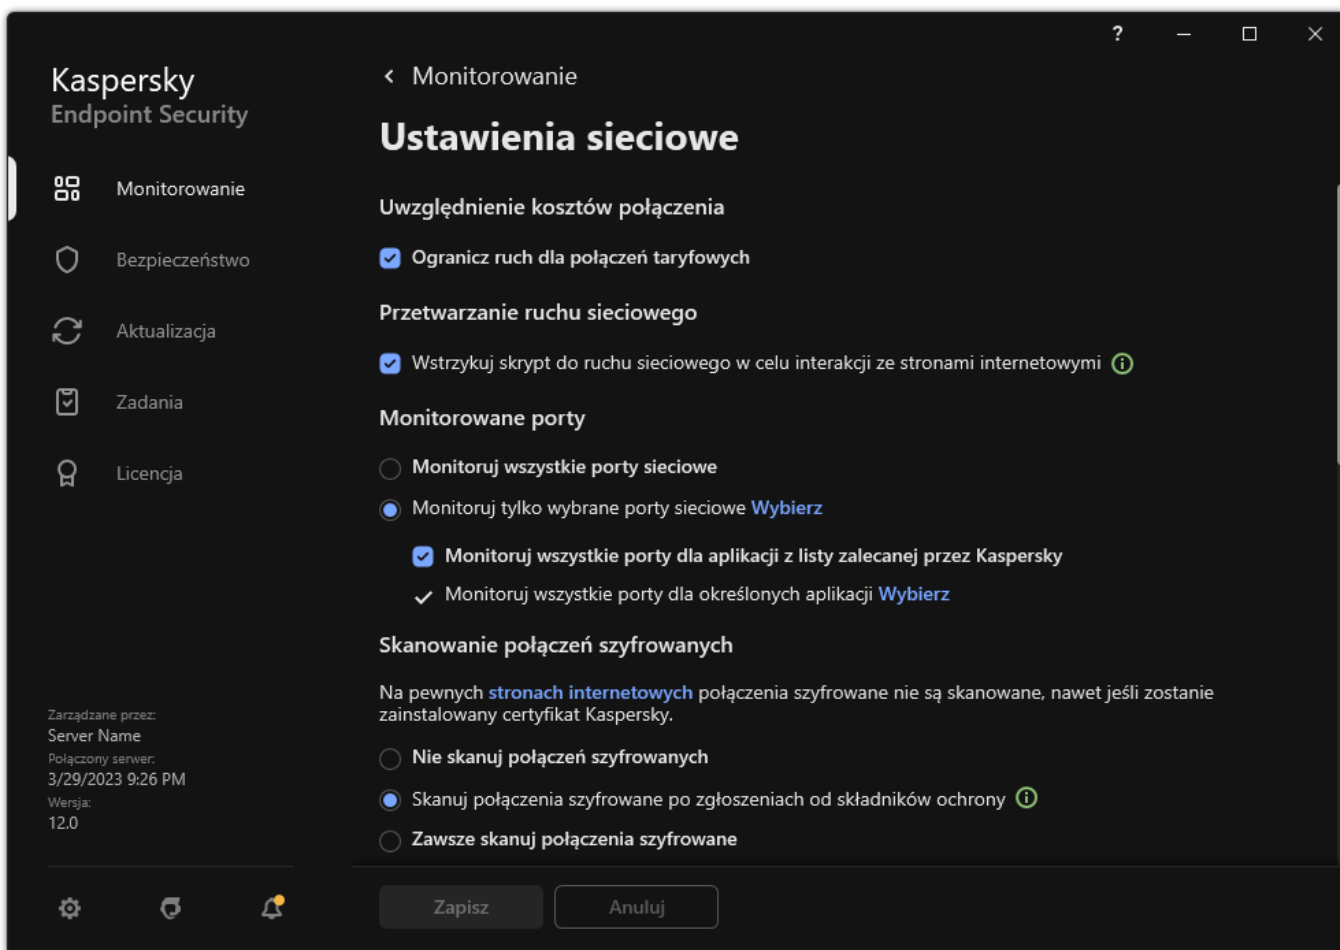 ?
Kaspersky
Endpoint Security
Monitorowanie
Bezpieczeństwo
Aktualizacja
Zadania
Licencja
Zarządzane przez:
Server Name
Połączony serwer:
3/29/2023 9:26 PM
Wersja:
12.0
Monitorowanie
Ustawienia sieciowe
Uwzględnienie kosztów połączenia
Ogranicz ruch dla połączeń taryfowych
Przetwarzanie ruchu sieciowego
Wstrzykuj skrypt do ruchu sieciowego w celu interakcji ze stronami internetowymi
Monitorowane porty
Monitoruj wszystkie porty sieciowe
Monitoruj tylko wybrane porty sieciowe Wybierz
Monitoruj wszystkie porty dla aplikacji z listy zalecanej przez Kaspersky
Monitoruj wszystkie porty dla określonych aplikacji Wybierz
Skanowanie połączeń szyfrowanych
Na pewnych stronach internetowych połączenia szyfrowane nie są skanowane, nawet jeśli zostanie
zainstalowany certyfikat Kaspersky.
Nie skanuj połączeń szyfrowanych
Skanuj połączenia szyfrowane po zgłoszeniach od składników ochrony
Zawsze skanuj połączenia szyfrowane
Zapisz
Anuluj